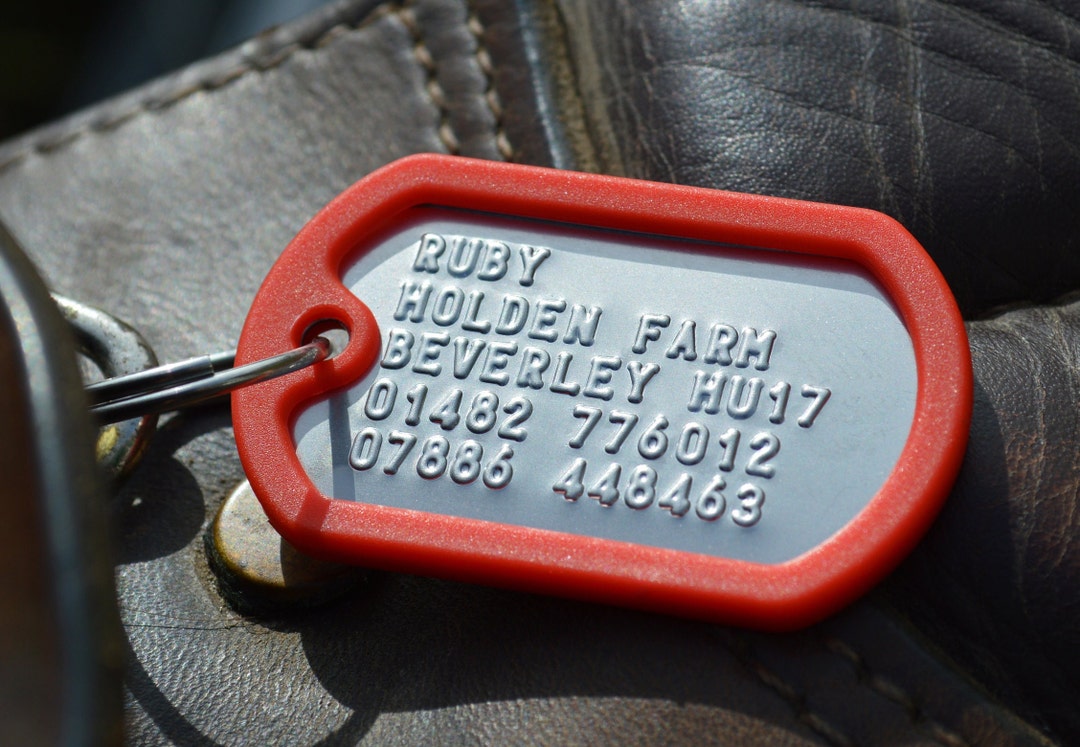 RUBY
HOLDEN FARM
BEVERLEY HU17
01482 776012
07886 448463